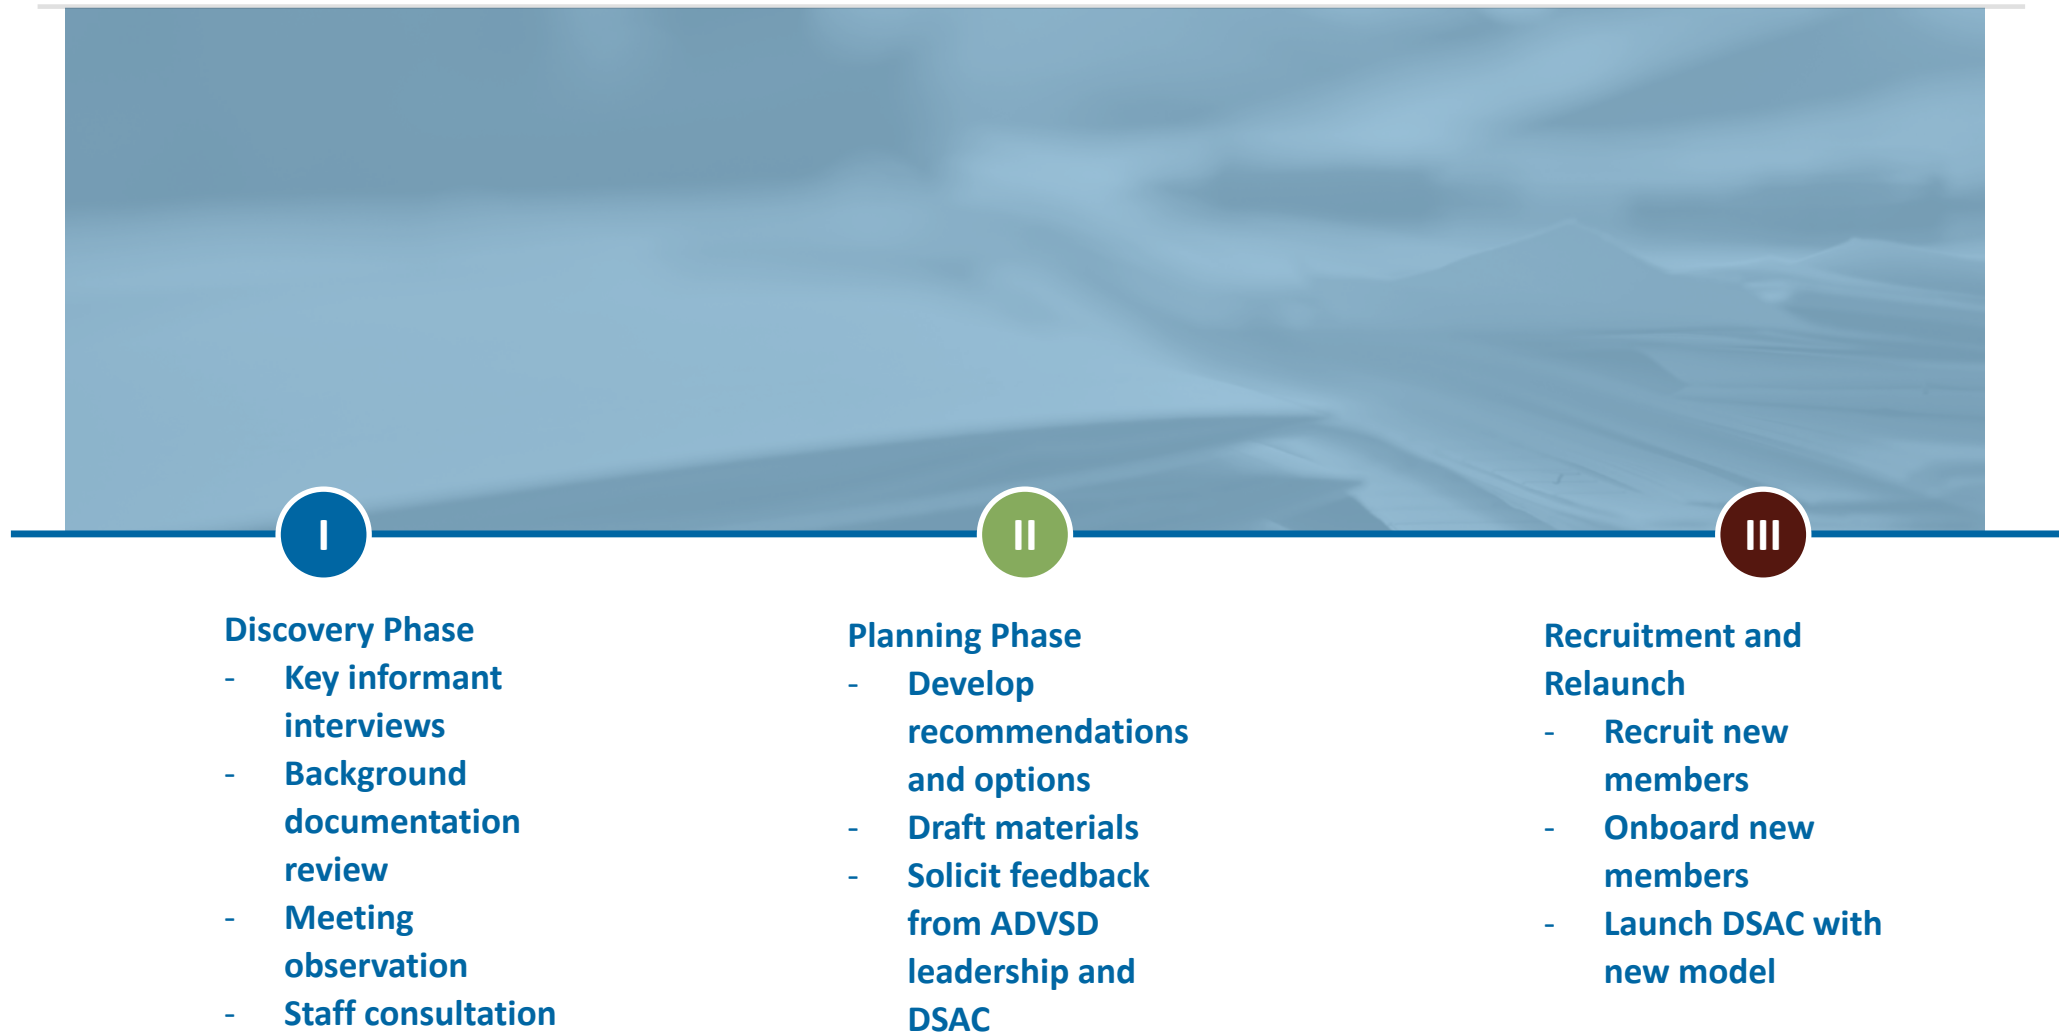 I
II
III
Discovery Phase
- Key informant
interviews
- Background
documentation
review
- Meeting
observation
- Staff consultation
Planning Phase
- Develop
recommendations
and options
- Draft materials
- Solicit feedback
from ADVSD
leadership and
DSAC
Recruitment and
Relaunch
- Recruit new
members
- Onboard new
members
- Launch DSAC with
new model